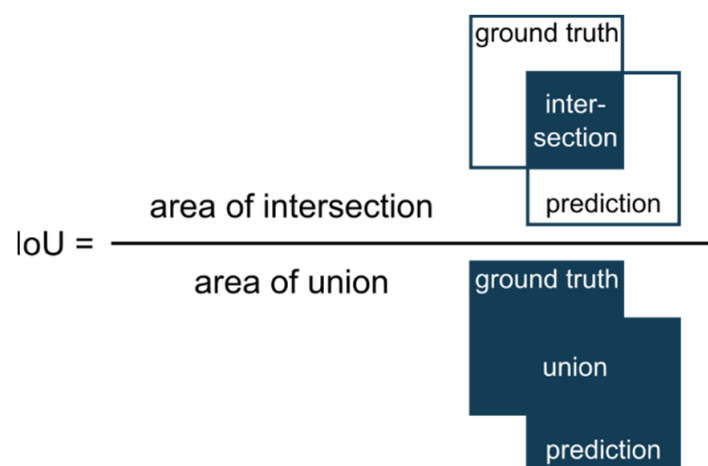 ground truth
inter-
section
prediction
area of intersection
IoU =
area of union
ground truth
union
prediction